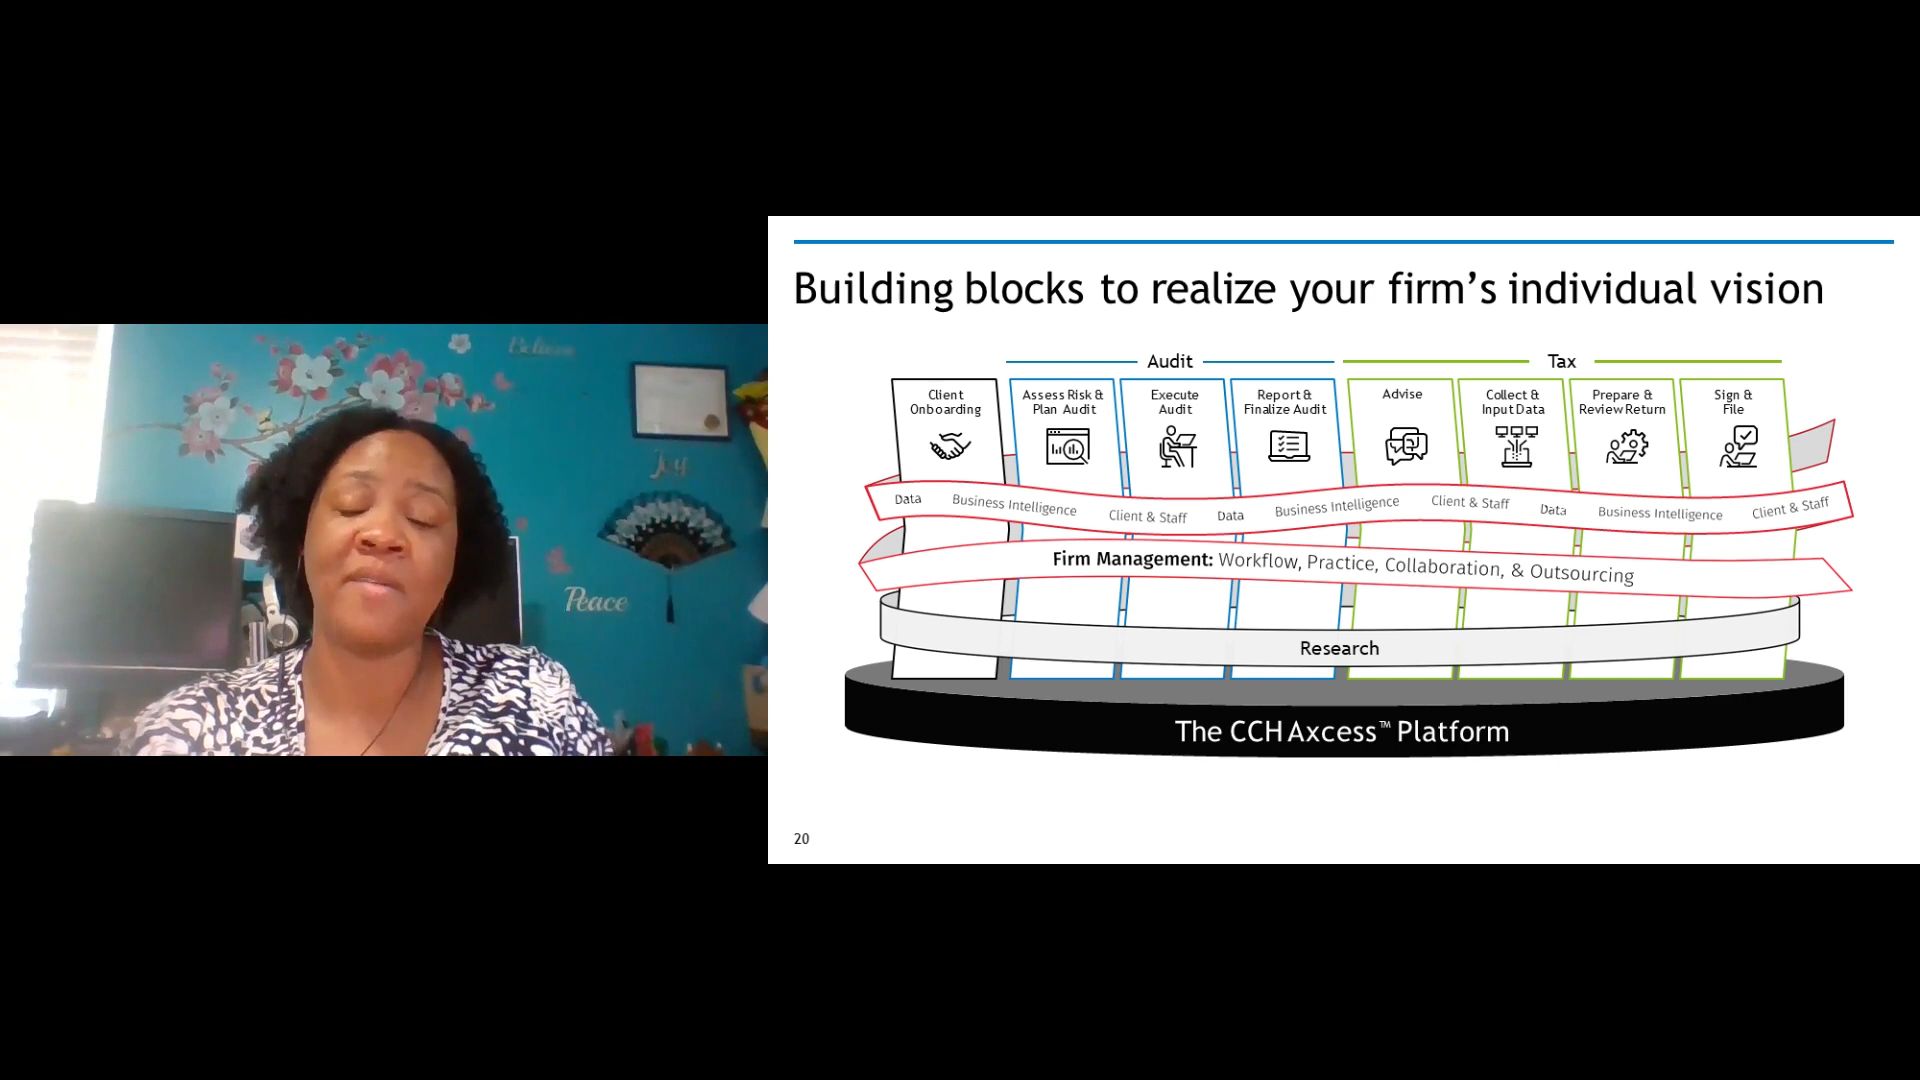 Believe
Joy
Peace
Building blocks to realize your firm's individual vision
Audit
Tax
Client
Onboarding
Assess Risk &
Plan Audit
Execute
Audit
Report &
Finalize Audit
Advise
Collect &
Input Data
Prepare &
Review Return
Sign &
File
Data Business Intelligence Client & Staff Data Business Intelligence Client & Staff Data Business Intelligence Client & Staff
Firm Management: Workflow, Practice, Collaboration, & Outsourcing
Research
The CCH Axcess™ Platform
20